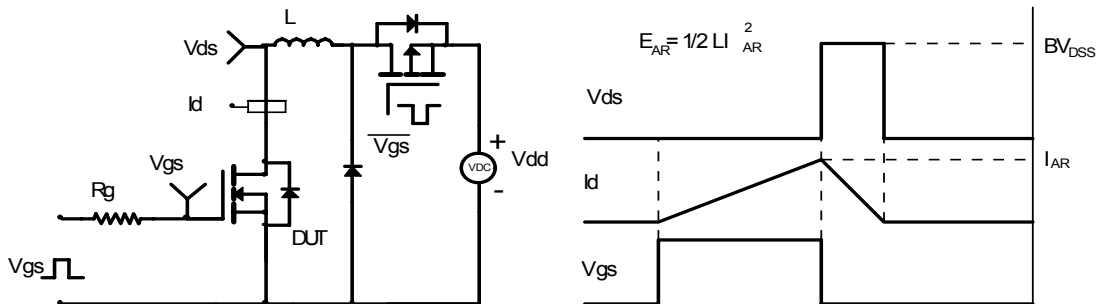 L
Vds
Id
Vgs
Vgs
Rg
DUT
Vgs
+
VDC
-
Vdd
E_AR = 1/2 LI²_AR
BV_DSS
Vds
I_AR
Id
Vgs